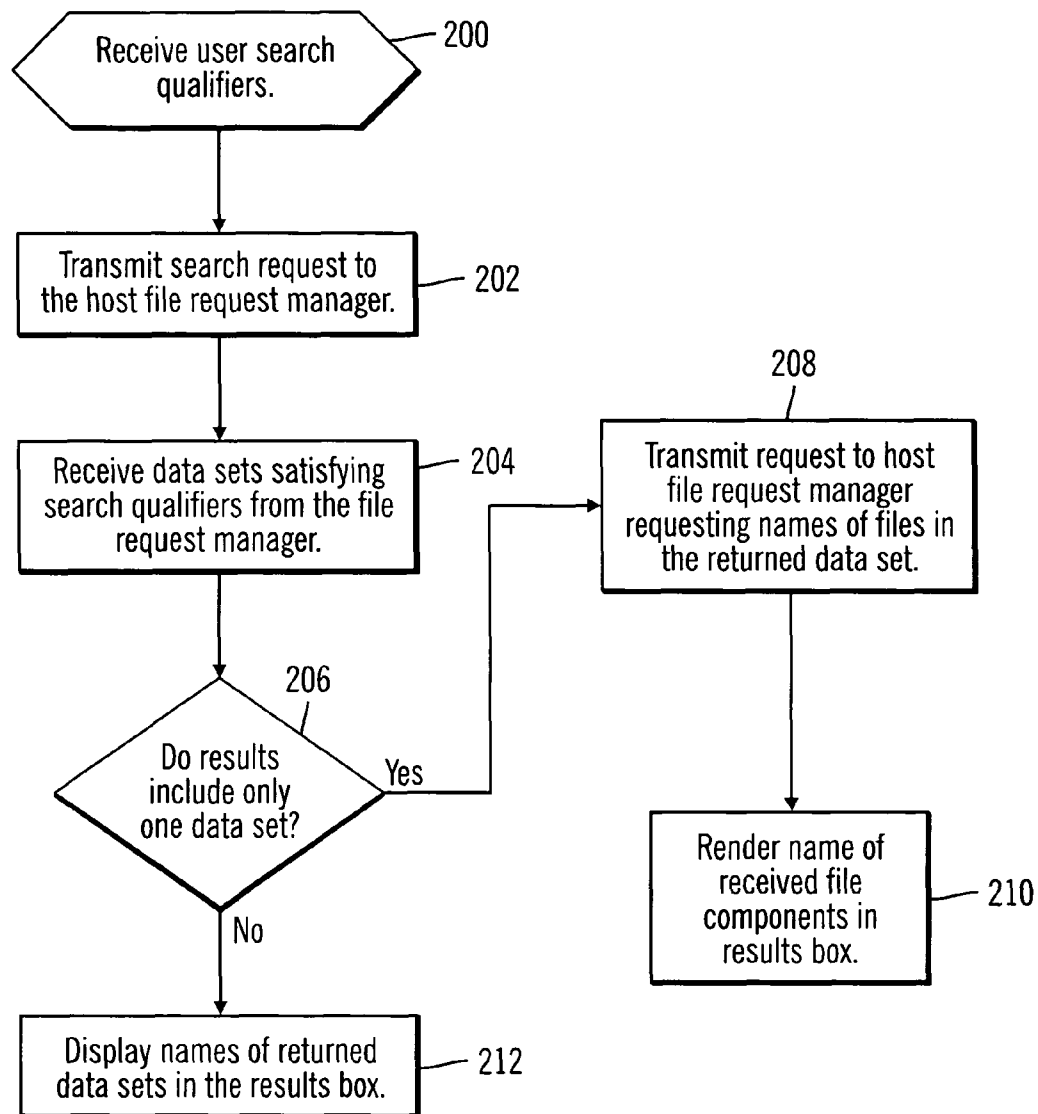 Receive user search
qualifiers.
200
Transmit search request to
the host file request manager.
202
Receive data sets satisfying
search qualifiers from the file
request manager.
204
206
Do results
include only
one data set?
Yes
No
208
Transmit request to host
file request manager
requesting names of files in
the returned data set.
Render name of
received file
components in
results box.
210
Display names of returned
data sets in the results box.
212